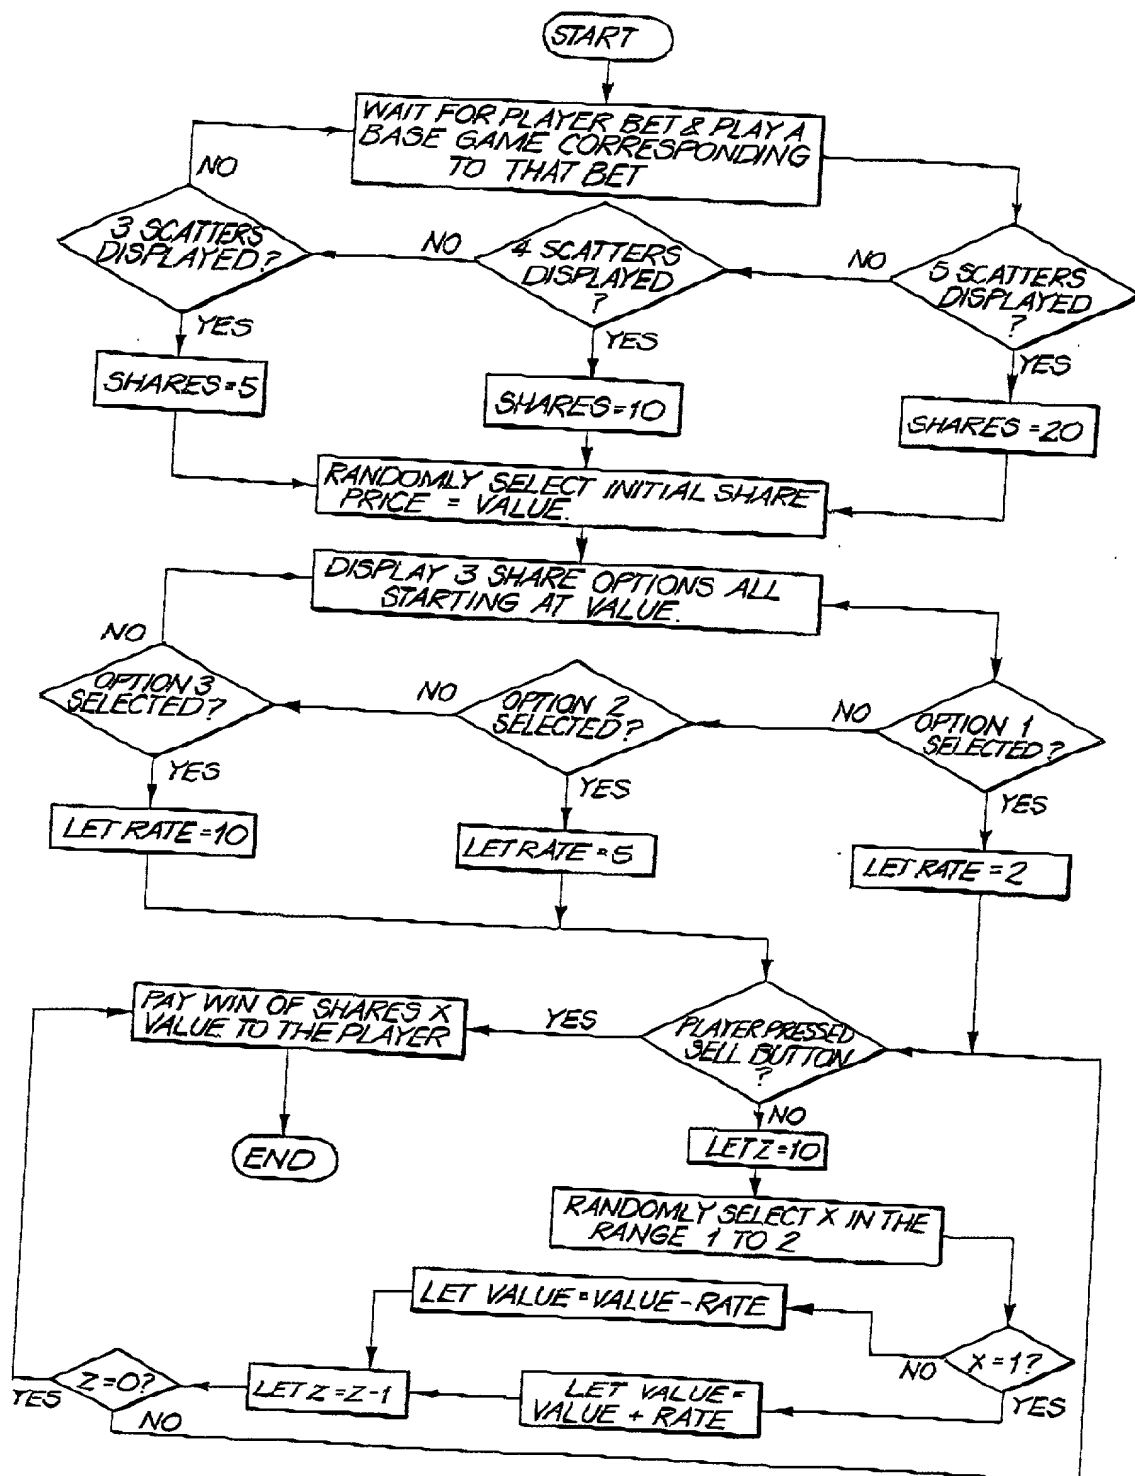 START
WAIT FOR PLAYER BET & PLAY A
BASE GAME CORRESPONDING
TO THAT BET
NO
3 SCATTERS
DISPLAYED?
NO
4 SCATTERS
DISPLAYED
?
NO
5 SCATTERS
DISPLAYED
?
YES
YES
YES
SHARES=5
SHARES=10
SHARES=20
RANDOMLY SELECT INITIAL SHARE
PRICE = VALUE.
DISPLAY 3 SHARE OPTIONS ALL
STARTING AT VALUE.
NO
OPTION 3
SELECTED?
NO
OPTION 2
SELECTED?
NO
OPTION 1
SELECTED?
YES
YES
YES
LET RATE=10
LET RATE=5
LET RATE=2
PAY WIN OF SHARES X
VALUE TO THE PLAYER
YES
PLAYER PRESSED
SELL BUTTON
?
NO
END
LET Z=10
RANDOMLY SELECT X IN THE
RANGE 1 TO 2
LET VALUE=VALUE-RATE
X=1?
NO
YES
LET VALUE=
VALUE + RATE
LET Z=Z-1
Z=0?
YES
NO